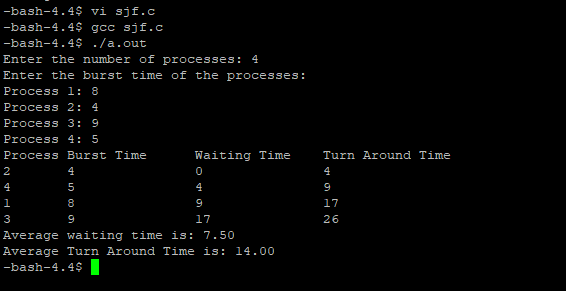 -bash-4.4$ vi sjf.c
-bash-4.4$ gcc sjf.c
-bash-4.4$ ./a.out
Enter the number of processes: 4
Enter the burst time of the processes:
Process 1: 8
Process 2: 4
Process 3: 9
Process 4: 5
Process Burst Time      Waiting Time    Turn Around Time
2       4               0               4
4       5               4               9
1       8               9               17
3       9               17              26
Average waiting time is: 7.50
Average Turn Around Time is: 14.00
-bash-4.4$